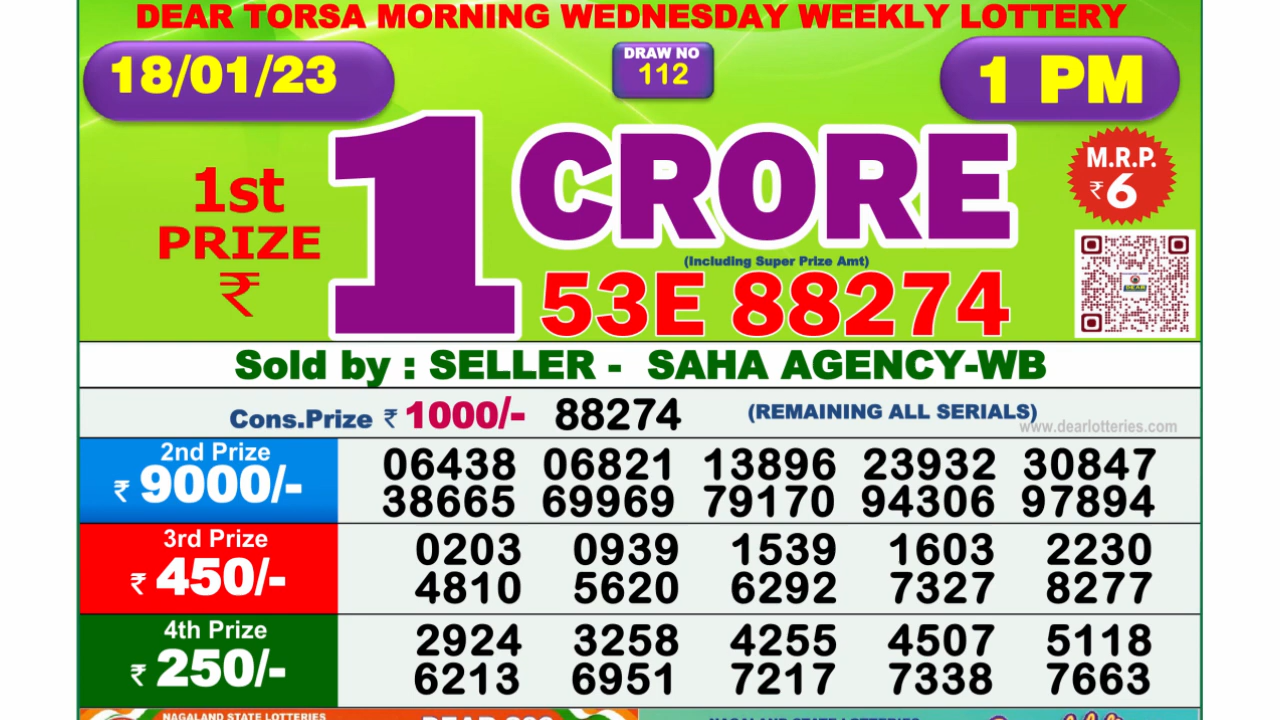 DEAR TORSA MORNING WEDNESDAY WEEKLY LOTTERY
18/01/23
DRAW NO
112
1 PM
1st
PRIZE
₹
1 CRORE
(Including Super Prize Amt)
53E 88274
M.R.P.
₹6
DEAR
Sold by : SELLER - SAHA AGENCY-WB
Cons.Prize ₹ 1000/- 88274 (REMAINING ALL SERIALS)
www.dearlotteries.com
2nd Prize
₹ 9000/-
06438 06821 13896 23932 30847
38665 69969 79170 94306 97894
3rd Prize
₹ 450/-
0203 0939 1539 1603 2230
4810 5620 6292 7327 8277
4th Prize
₹ 250/-
2924 3258 4255 4507 5118
6213 6951 7217 7338 7663
NAGALAND STATE LOTTERIES
NAGALAND STATE LOTTERIES